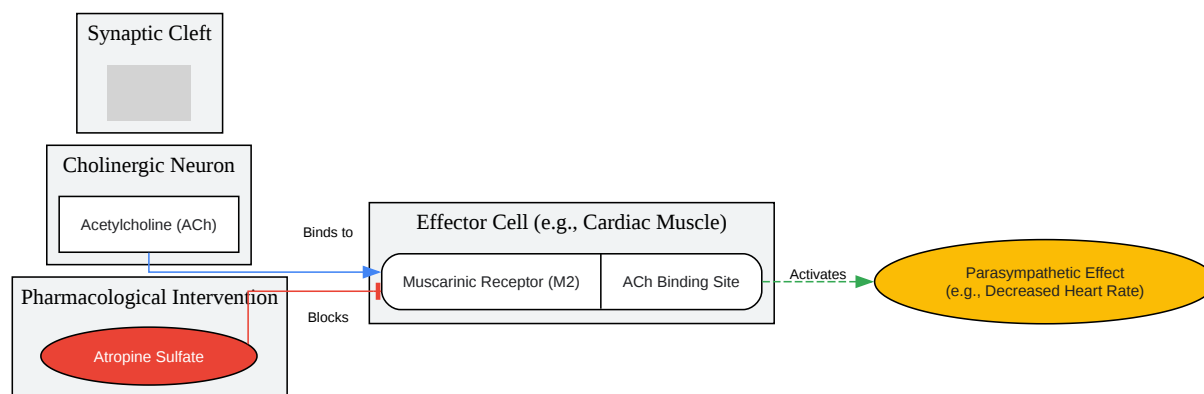 Synaptic Cleft
Cholinergic Neuron
Acetylcholine (ACh)
Pharmacological Intervention
Atropine Sulfate
Binds to
Blocks
Effector Cell (e.g., Cardiac Muscle)
Muscarinic Receptor (M2)
ACh Binding Site
Activates
Parasympathetic Effect
(e.g., Decreased Heart Rate)